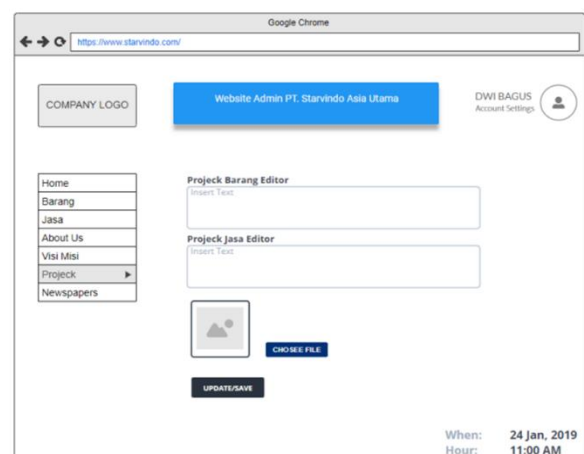 Google Chrome
https://www.starvindo.com/
COMPANY LOGO
Website Admin PT. Starvindo Asia Utama
DWI BAGUS
Account Settings
Home
Barang
Jasa
About Us
Visi Misi
Projeck
Newspapers
Projeck Barang Editor
Insert Text
Projeck Jasa Editor
Insert Text
CHOSEE FILE
UPDATE/SAVE
When: 24 Jan, 2019
Hour: 11:00 AM